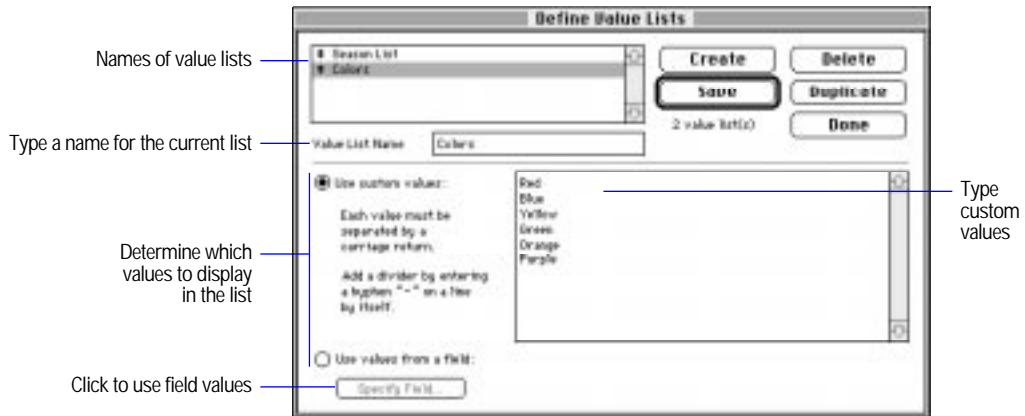 Define Value Lists
Names of value lists
Season List
Colors
Create
Delete
Save
Duplicate
2 value list(s)
Done
Type a name for the current list
Value List Name
Colors
Use custom values:
Each value must be
separated by a
carriage return.
Add a divider by entering
a hyphen "-" on a line
by itself.
Red
Blue
Yellow
Green
Orange
Purple
Type
custom
values
Determine which
values to display
in the list
Use values from a field:
Click to use field values
Specify Field...